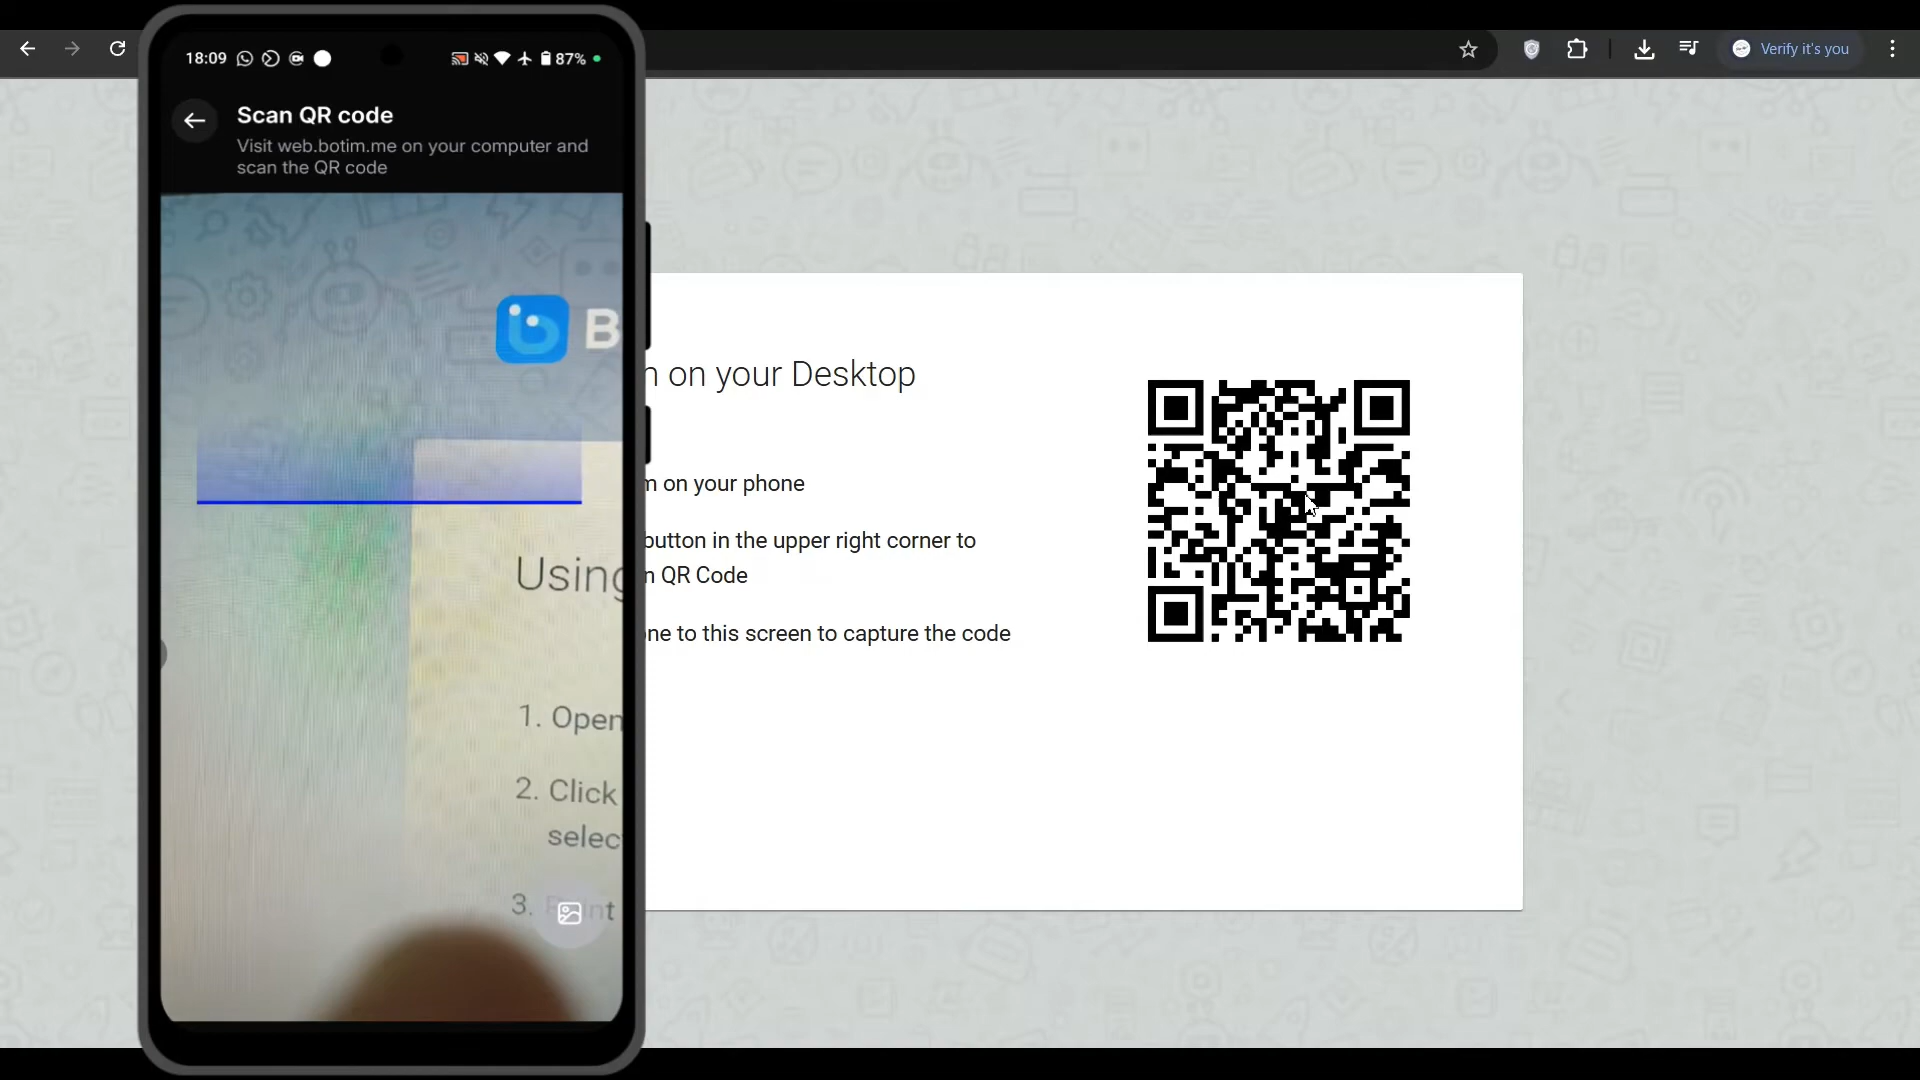 18:09
87%
Scan QR code
Visit web.botim.me on your computer and
scan the QR code
Verify it's you
B
Using
1. Open
2. Click
selec
3.
nt
n on your Desktop
m on your phone
button in the upper right corner to
n QR Code
ne to this screen to capture the code